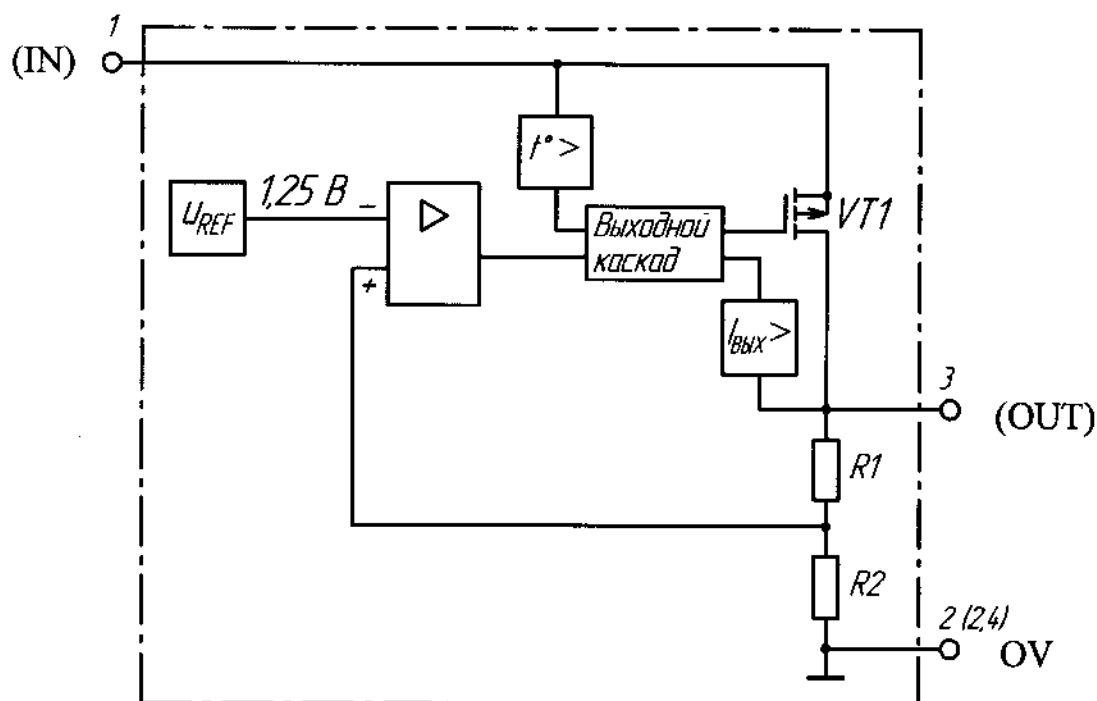 1
(IN)
t° >
1,25 В
−
U_REF
Выходной
каскад
VT1
+
I_вых >
3
(OUT)
R1
R2
2 (2,4)
OV